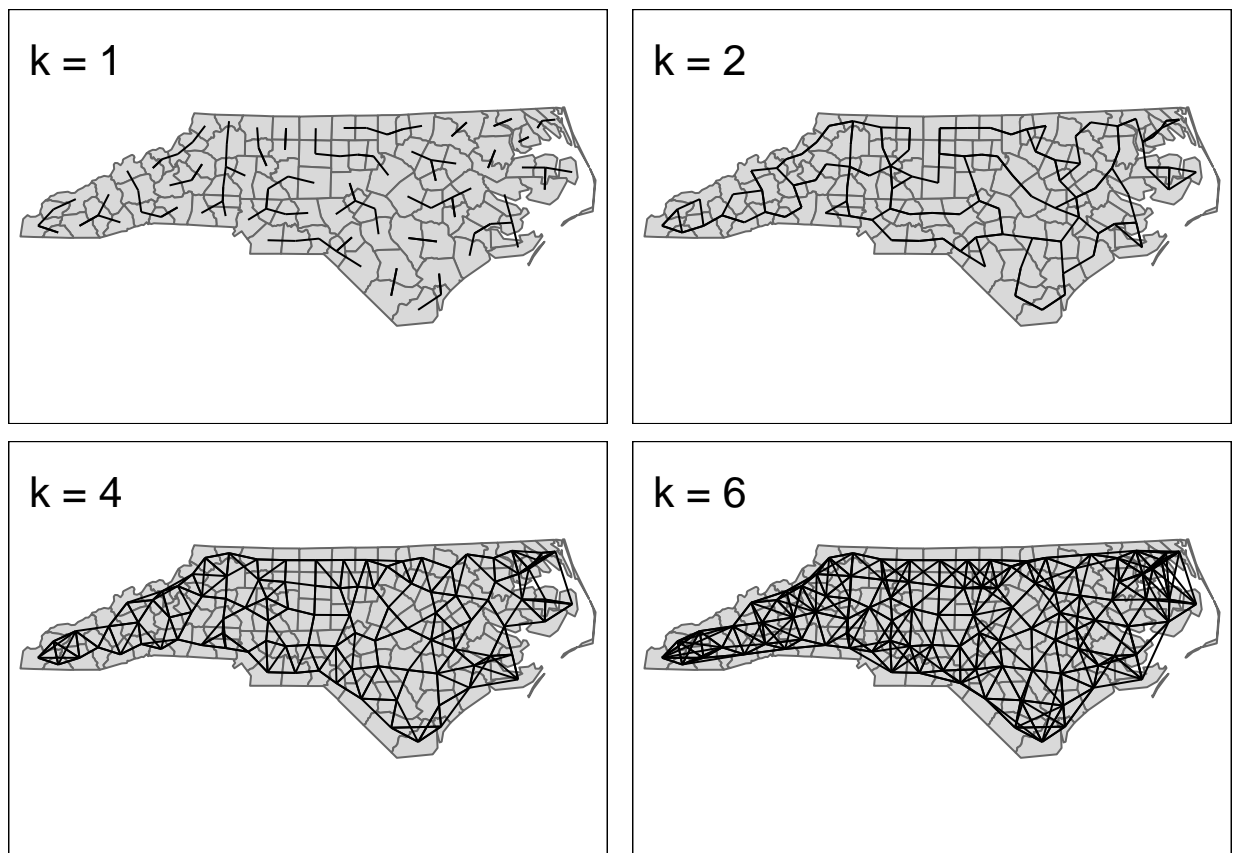 k = 1
k = 2
k = 4
k = 6